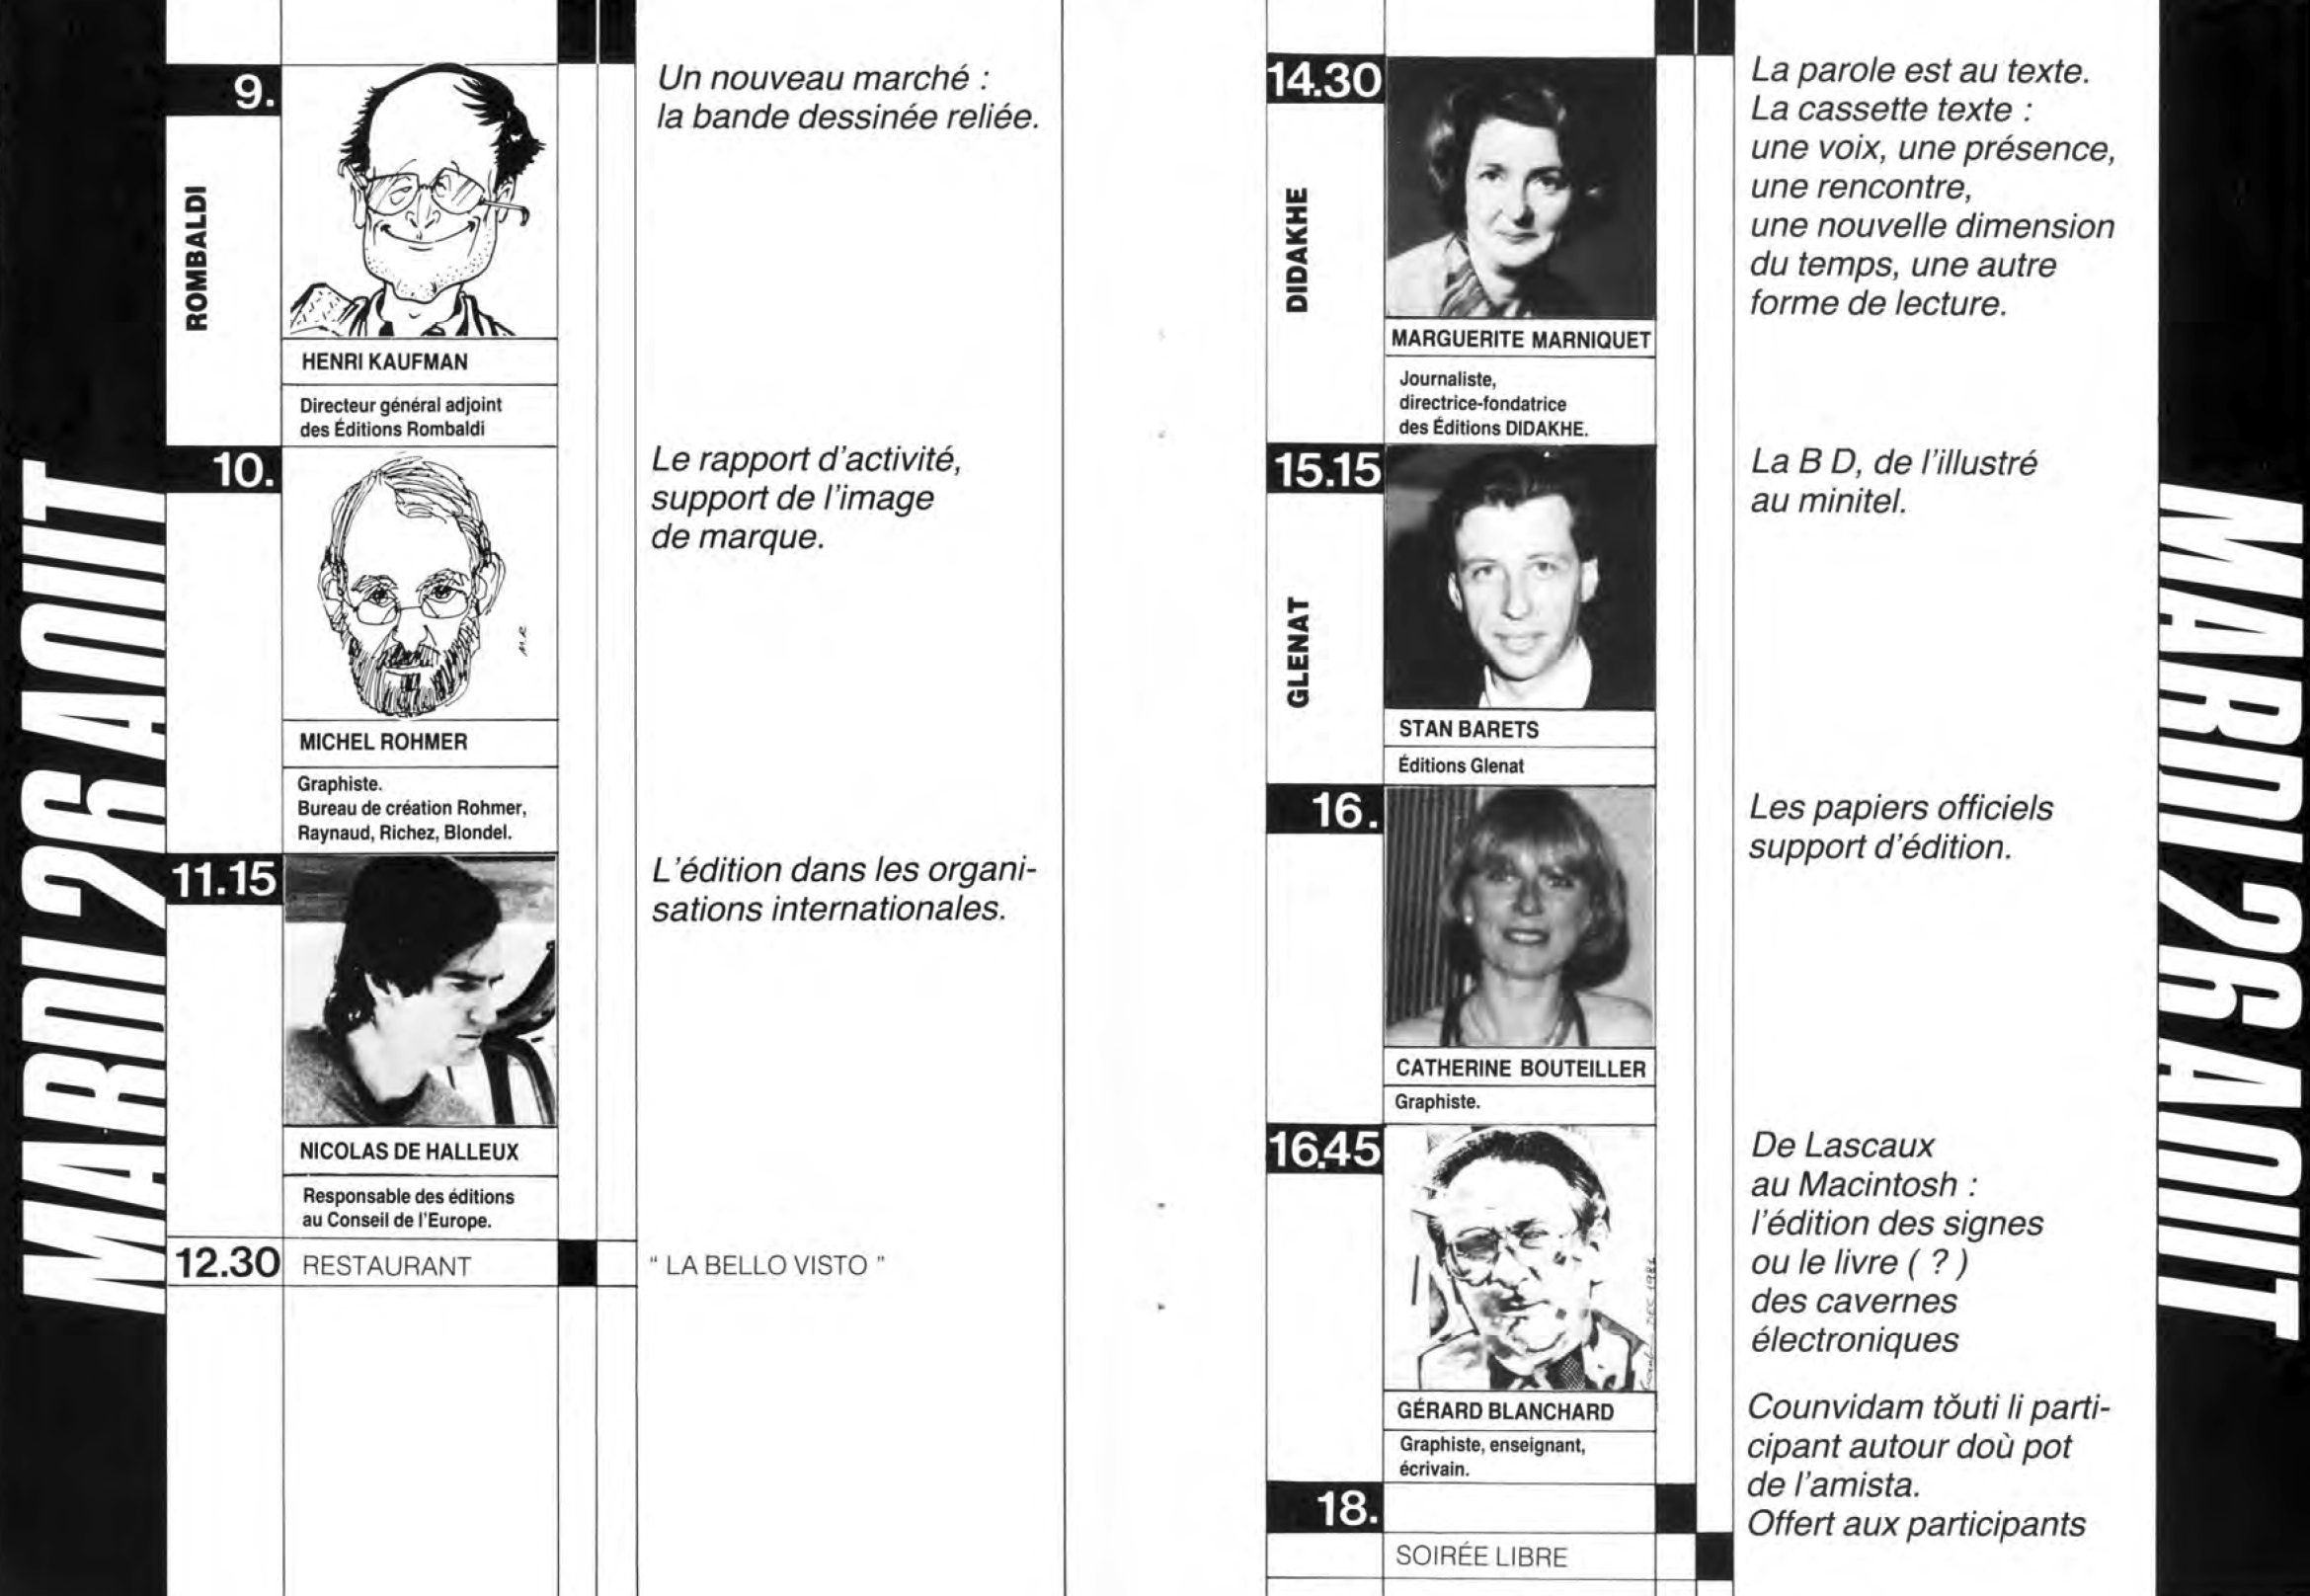 MARDI 26 AOUT
9.
ROMBALDI
HENRI KAUFMAN
Directeur général adjoint
des Éditions Rombaldi
Un nouveau marché :
la bande dessinée reliée.
10.
M.R.
MICHEL ROHMER
Graphiste.
Bureau de création Rohmer,
Raynaud, Richez, Blondel.
Le rapport d'activité,
support de l'image
de marque.
11.15
NICOLAS DE HALLEUX
Responsable des éditions
au Conseil de l'Europe.
L'édition dans les organi-
sations internationales.
12.30 RESTAURANT
“ LA BELLO VISTO ”
14.30
DIDAKHE
MARGUERITE MARNIQUET
Journaliste,
directrice-fondatrice
des Éditions DIDAKHE.
La parole est au texte.
La cassette texte :
une voix, une présence,
une rencontre,
une nouvelle dimension
du temps, une autre
forme de lecture.
15.15
GLENAT
STAN BARETS
Éditions Glenat
La B D, de l'illustré
au minitel.
16.
CATHERINE BOUTEILLER
Graphiste.
Les papiers officiels
support d'édition.
16.45
GÉRARD BLANCHARD
Graphiste, enseignant,
écrivain.
De Lascaux
au Macintosh :
l'édition des signes
ou le livre ( ? )
des cavernes
électroniques
Counvidam tŏuti li parti-
cipant autour doù pot
de l'amista.
Offert aux participants
18.
SOIRÉE LIBRE
MARDI 26 AOUT